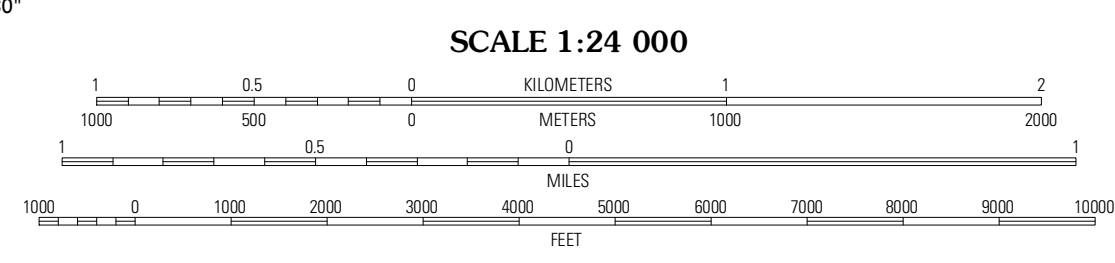 0"
SCALE 1:24 000
1 0.5 0 KILOMETERS 1 2
1000 500 0 METERS 1000 2000
1 0.5 0 1
MILES
1000 0 1000 2000 3000 4000 5000 6000 7000 8000 9000 10000
FEET